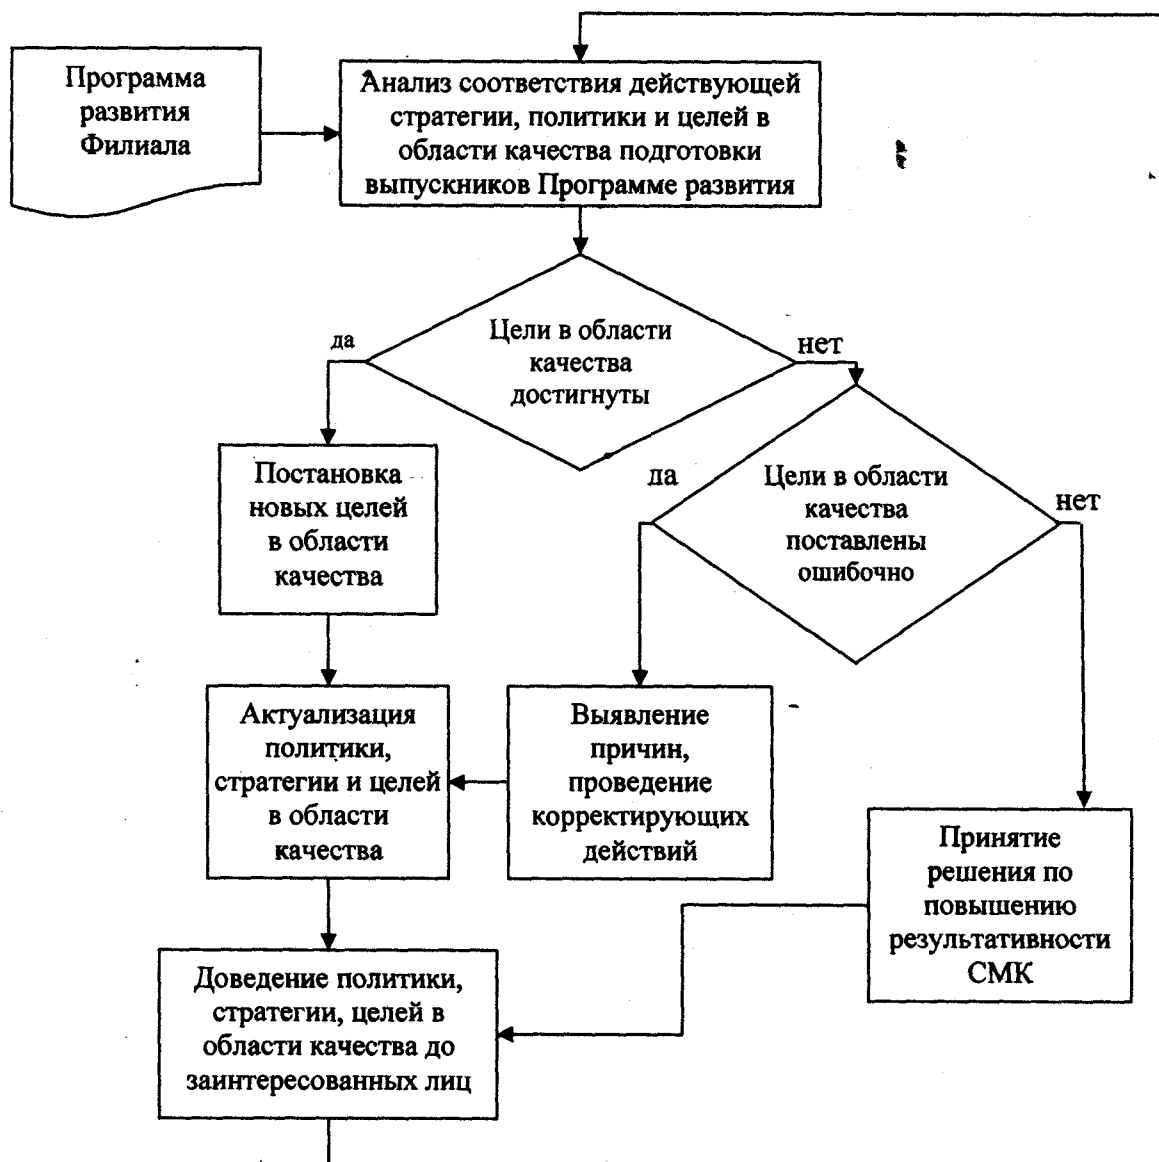 Программа
развития
Филиала
Анализ соответствия действующей
стратегии, политики и целей в
области качества подготовки
выпускников Программе развития
Цели в области
качества
достигнуты
да
нет
Постановка
новых целей
в области
качества
да
Цели в области
качества
поставлены
ошибочно
нет
Актуализация
политики,
стратегии и целей
в области
качества
Выявление
причин,
проведение
корректирующих
действий
Принятие
решения по
повышению
результативности
СМК
Доведение политики,
стратегии, целей в
области качества до
заинтересованных лиц